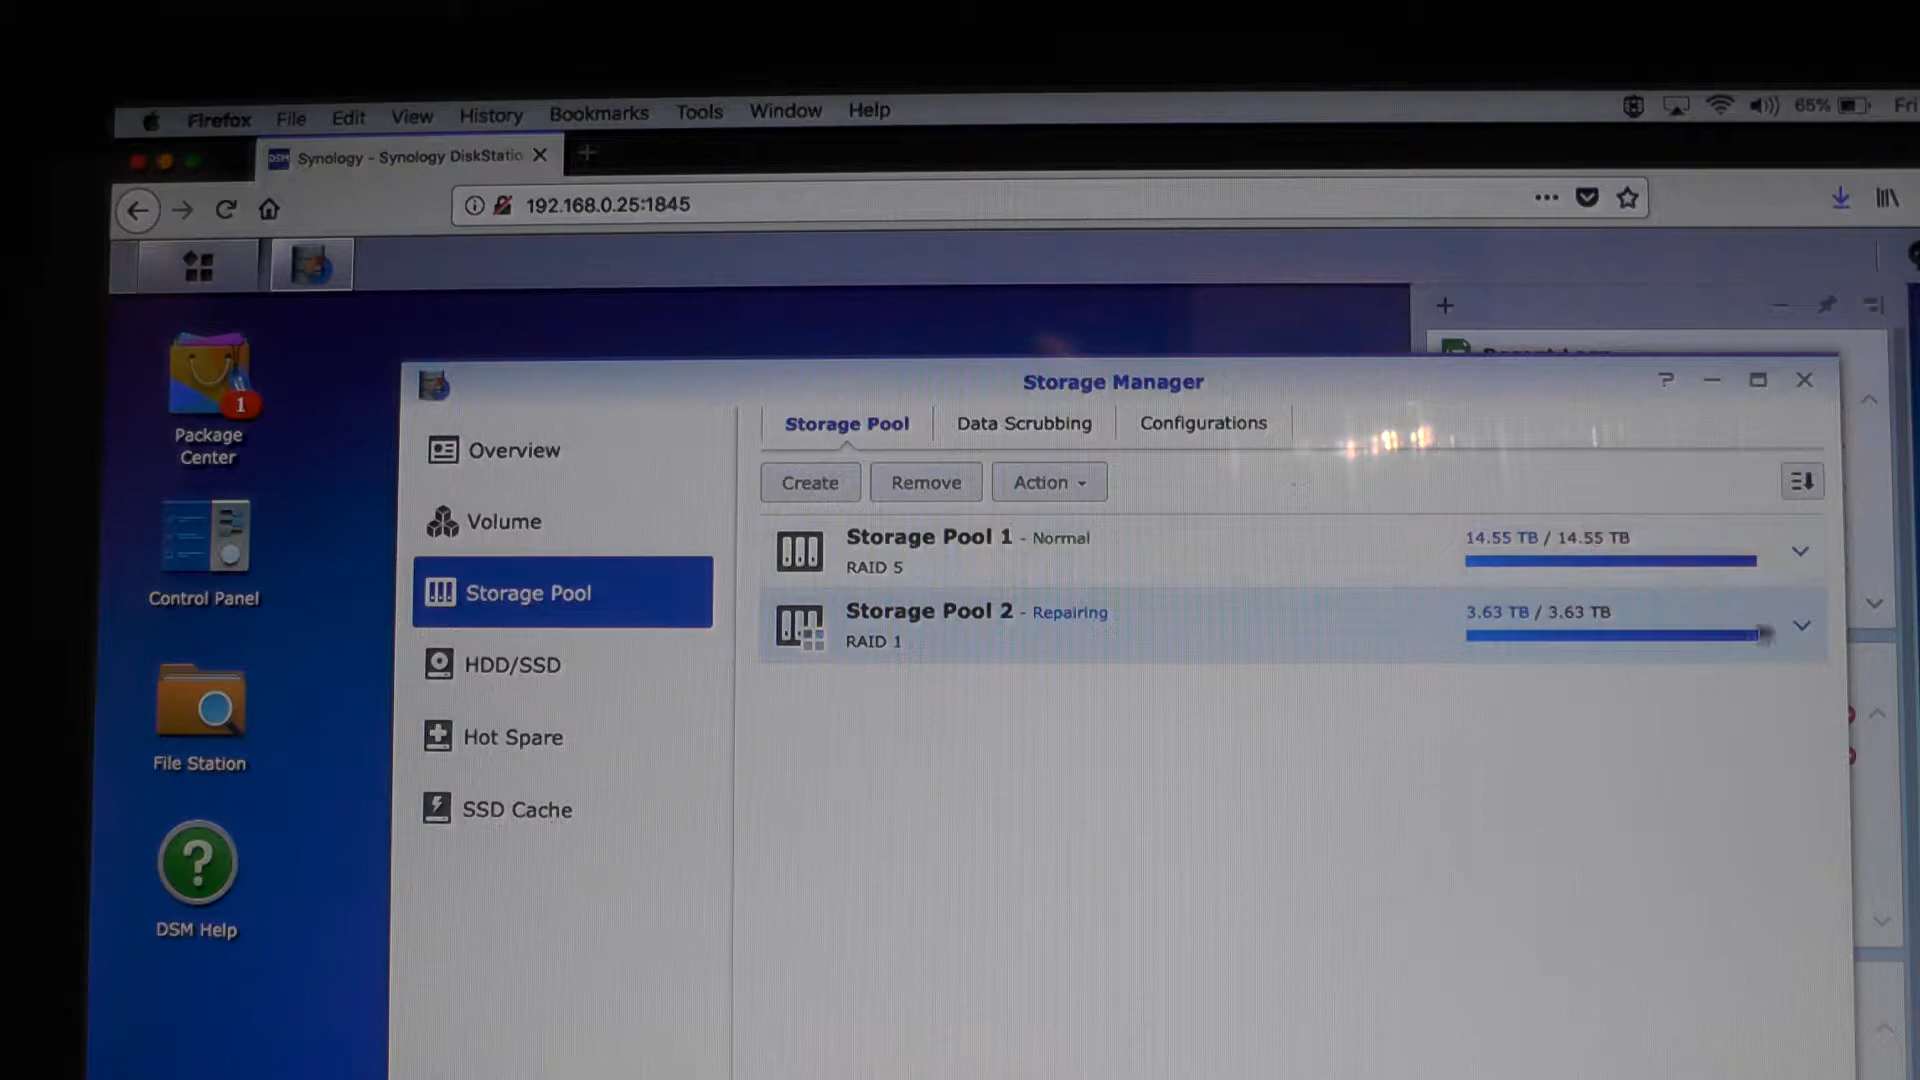 Firefox File Edit View History Bookmarks Tools Window Help 65% Fri
DSM Synology - Synology DiskStatio
192.168.0.25:1845
1
Package
Center
Control Panel
File Station
DSM Help
Storage Manager
Overview
Volume
Storage Pool
HDD/SSD
Hot Spare
SSD Cache
Storage Pool Data Scrubbing Configurations
Create Remove Action
Storage Pool 1 - Normal 14.55 TB / 14.55 TB
RAID 5
Storage Pool 2 - Repairing 3.63 TB / 3.63 TB
RAID 1